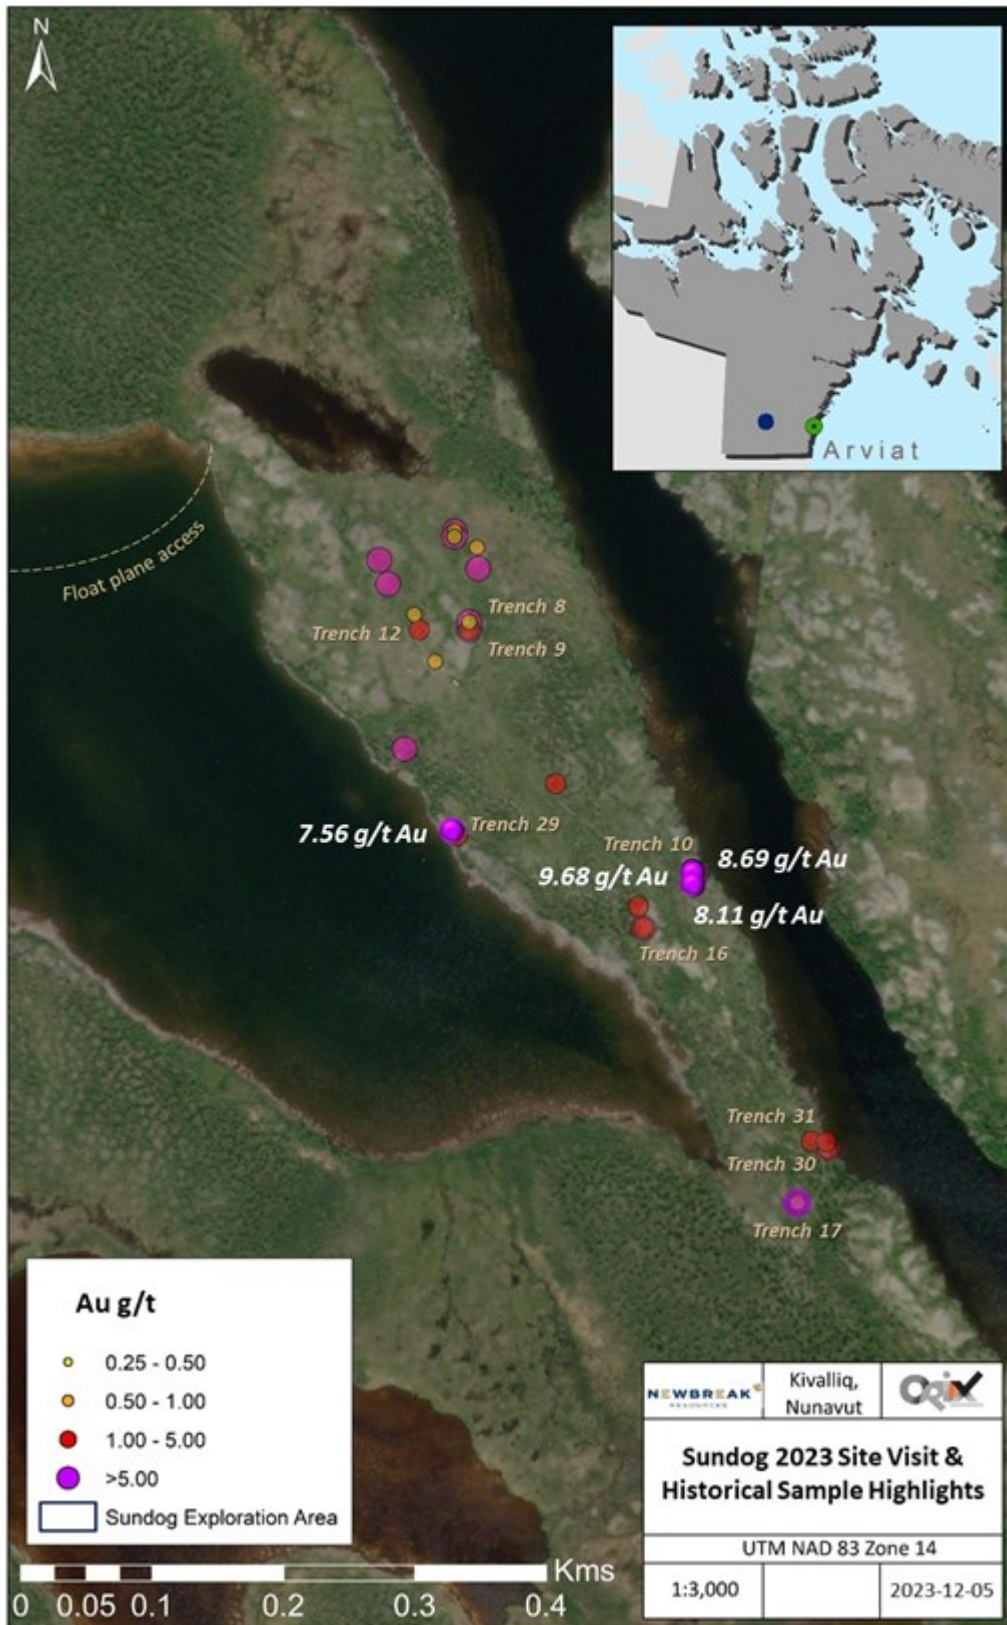 N
Arviat
Float plane access
Trench 8
Trench 12
Trench 9
7.56 g/t Au
Trench 29
Trench 10
8.69 g/t Au
9.68 g/t Au
8.11 g/t Au
Trench 16
Trench 31
Trench 30
Trench 17
Au g/t
0.25 - 0.50
0.50 - 1.00
1.00 - 5.00
>5.00
Sundog Exploration Area
Kms
0 0.05 0.1 0.2 0.3 0.4
NEWBREAK
RESOURCES
Kivalliq,
Nunavut
Orix
Sundog 2023 Site Visit &
Historical Sample Highlights
UTM NAD 83 Zone 14
1:3,000
2023-12-05